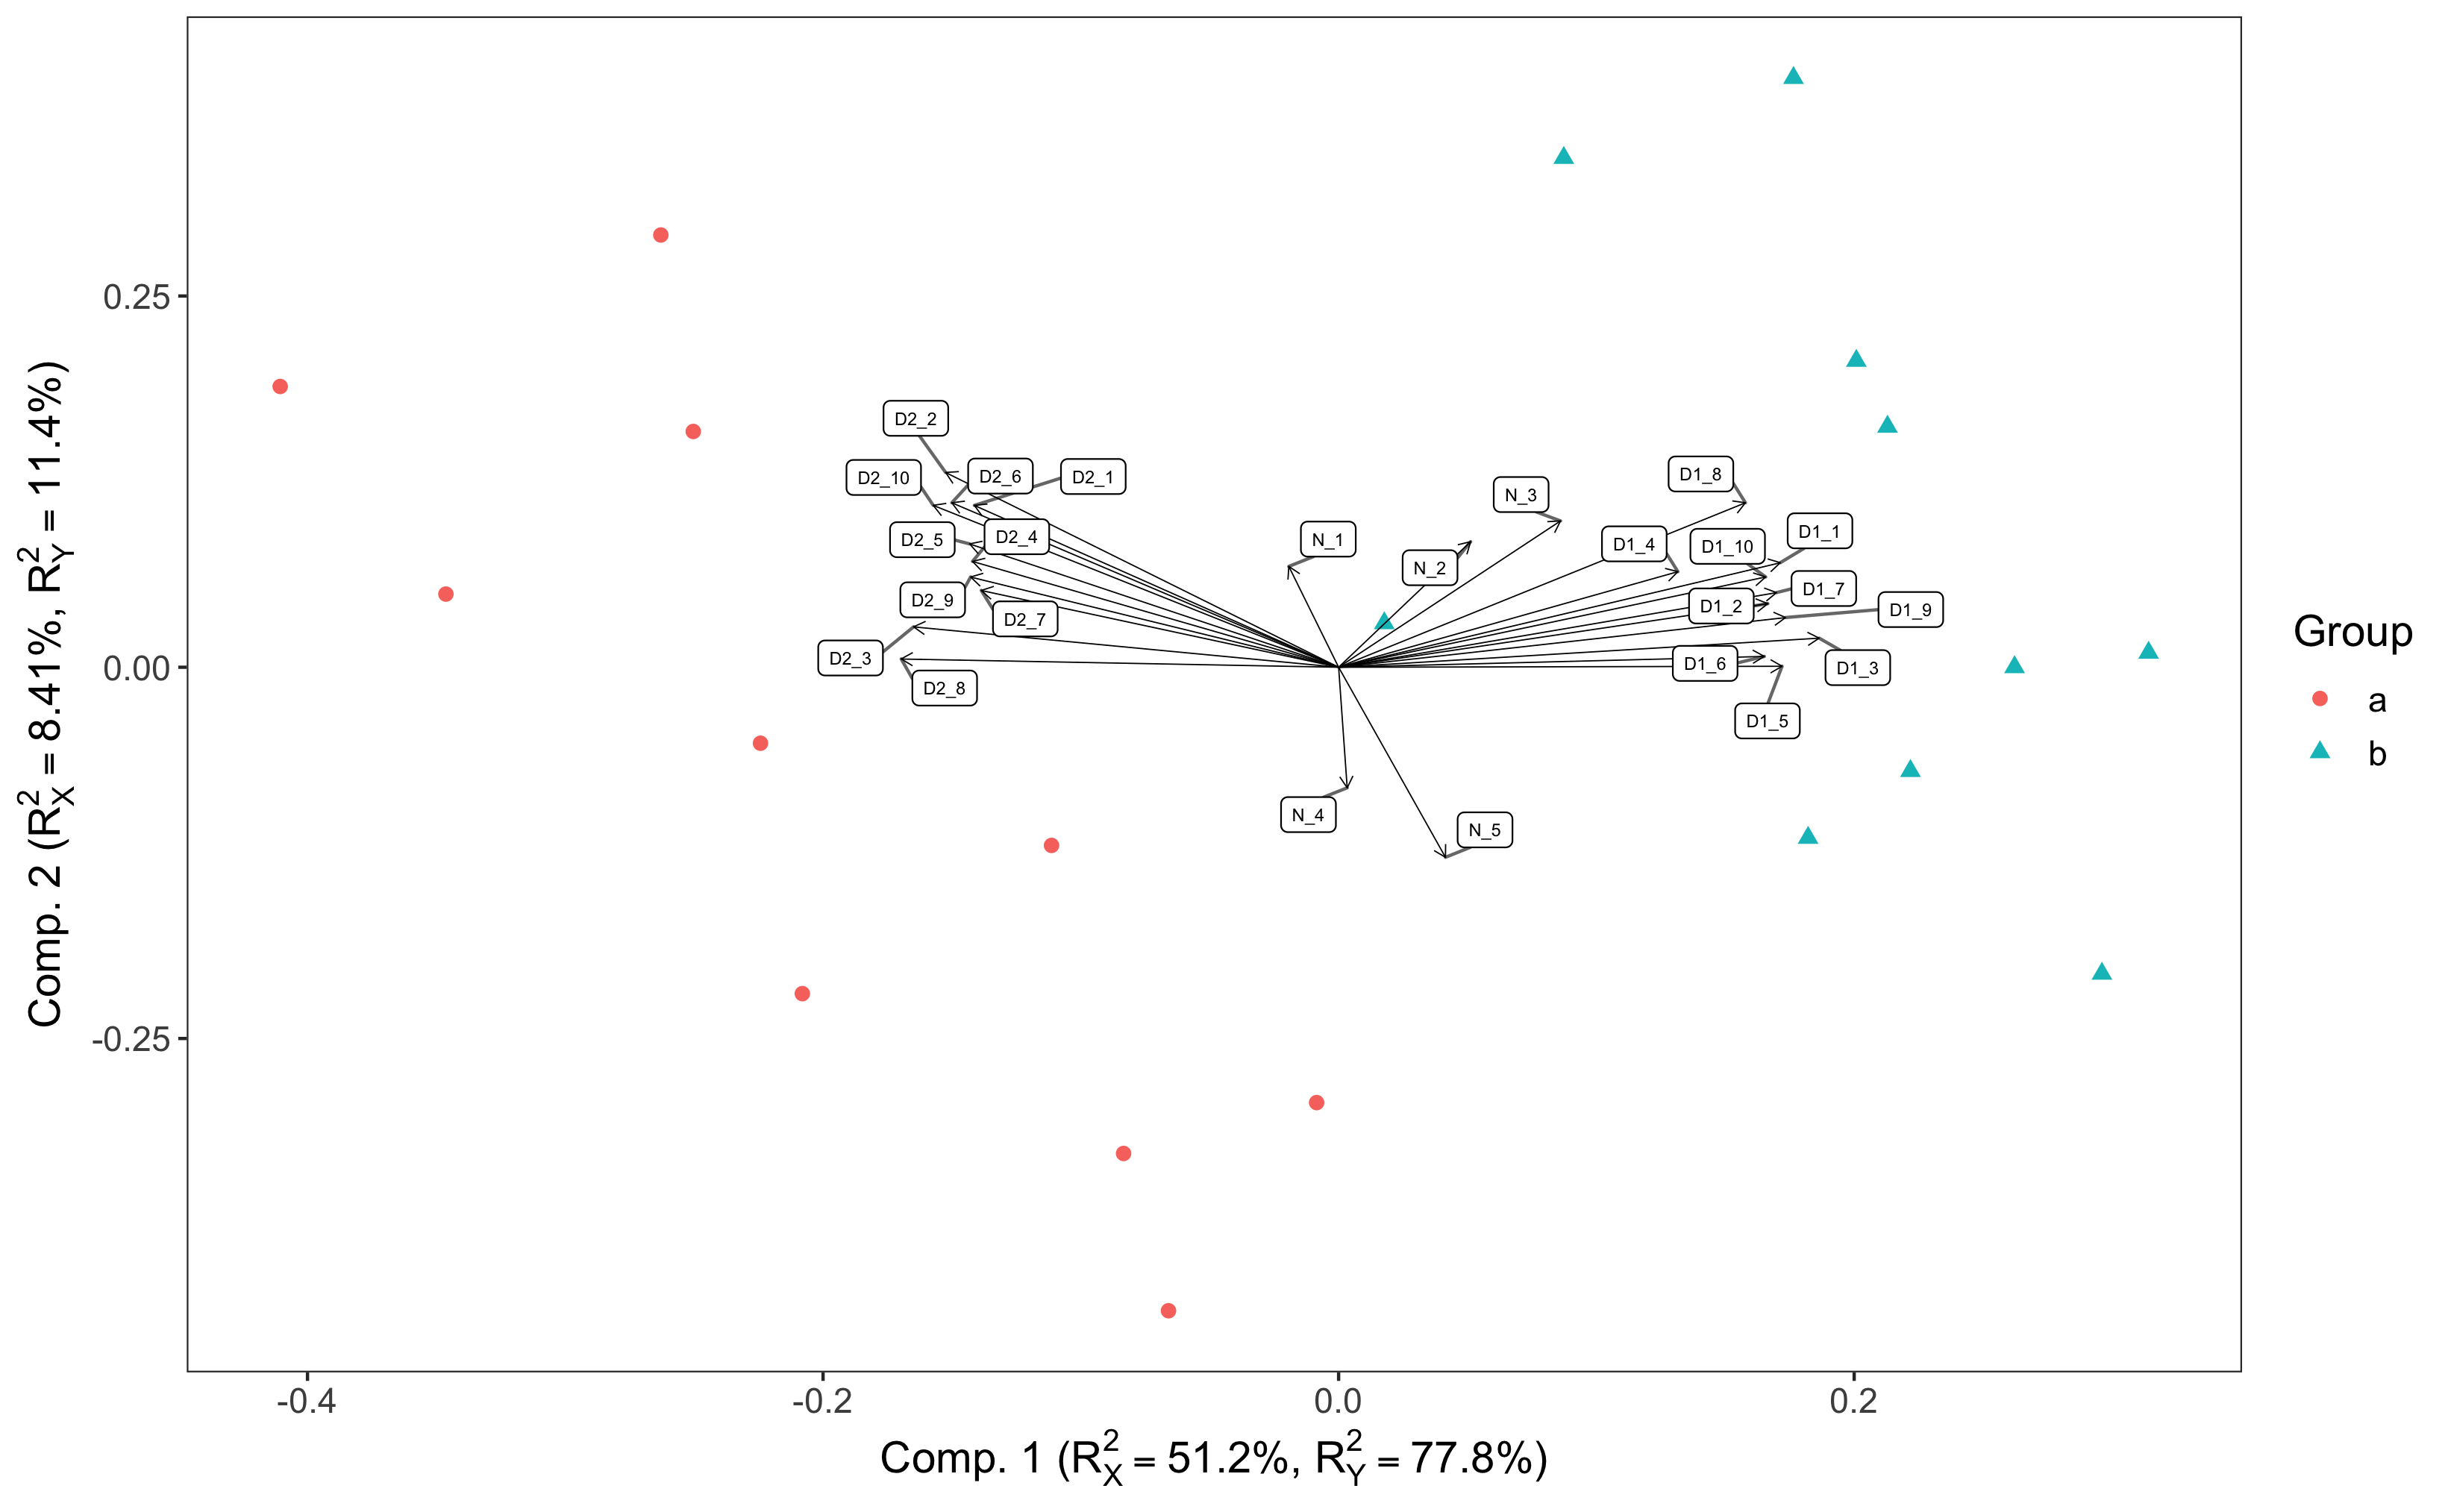 D2_2
D2_10
D2_6
D2_1
D2_5
D2_4
D2_9
D2_7
D2_3
D2_8
N_1
N_2
N_3
N_4
N_5
D1_8
D1_4
D1_10
D1_1
D1_7
D1_2
D1_9
D1_6
D1_3
D1_5
0.25
0.00
-0.25
-0.4
-0.2
0.0
0.2
Comp. 1 (R²X = 51.2%, R²Y = 77.8%)
Comp. 2 (R²X = 8.41%, R²Y = 11.4%)
Group
a
b